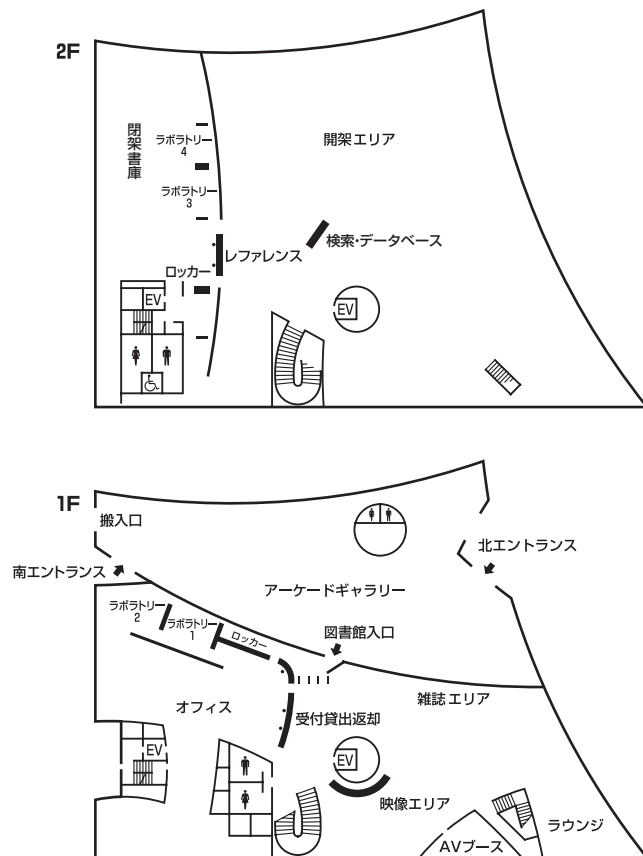 2F
閉架書庫
ラボラトリー
4
開架エリア
ラボラトリー
3
検索・データベース
レファレンス
ロッカー
EV
EV
1F
搬入口
南エントランス
北エントランス
アーケードギャラリー
ラボラトリー
2
ラボラトリー
1
ロッカー
図書館入口
雑誌エリア
オフィス
受付貸出返却
EV
EV
映像エリア
ラウンジ
AVブース